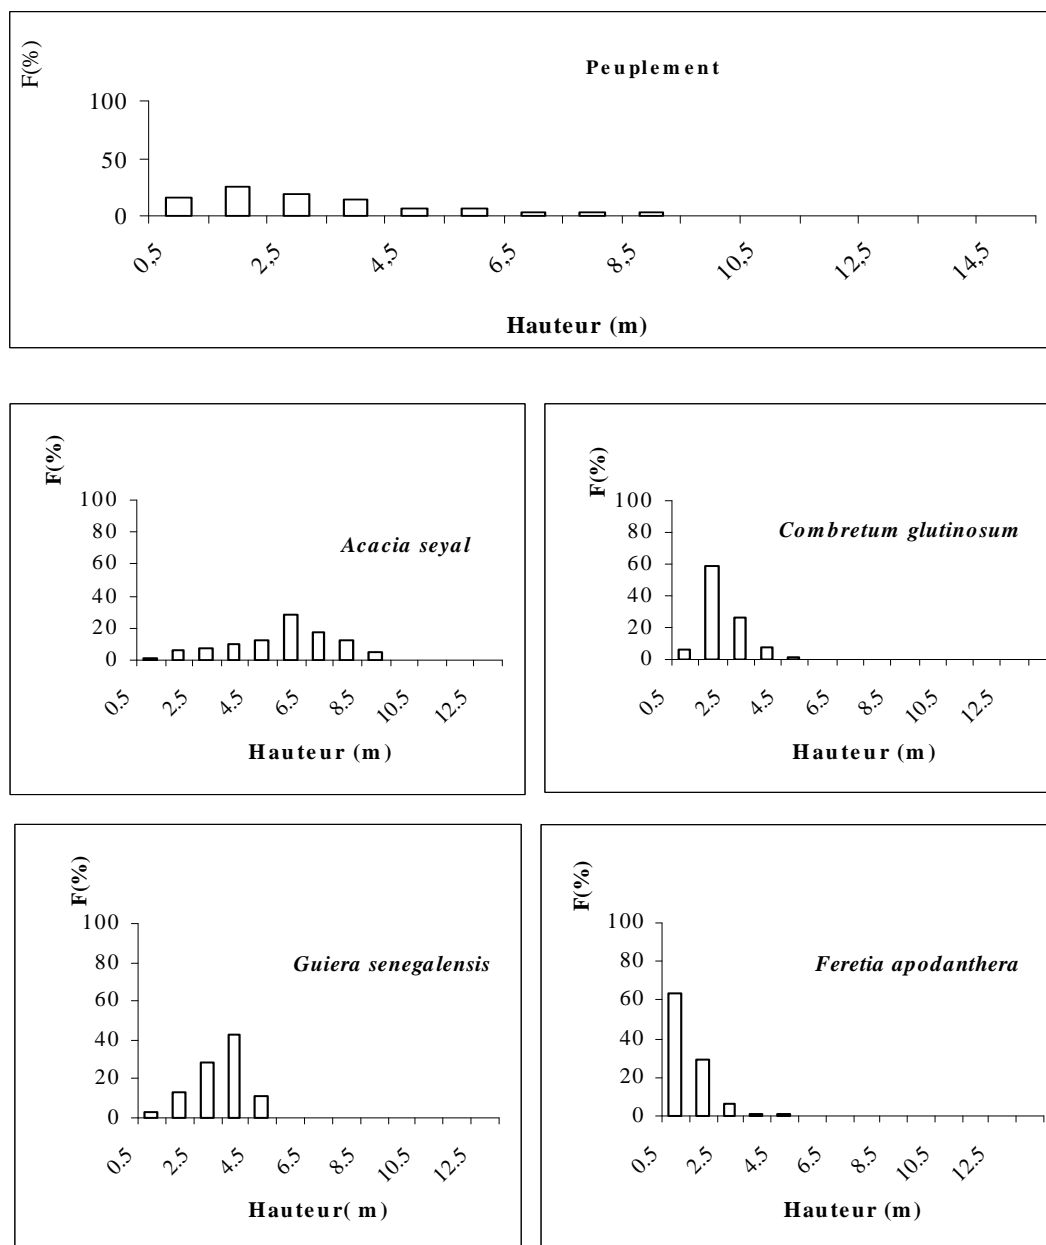 F(%)
Peuplement
100
50
0
0,5 2,5 4,5 6,5 8,5 10,5 12,5 14,5
Hauteur (m)
F(%)
100
80
60
40
20
0
Acacia seyal
0.5 2.5 4.5 6.5 8.5 10.5 12.5
Hauteur (m)
F(%)
100
80
60
40
20
0
Combretum glutinosum
0.5 2.5 4.5 6.5 8.5 10.5 12.5
Hauteur (m)
F(%)
100
80
60
40
20
0
Guiera senegalensis
0.5 2.5 4.5 6.5 8.5 10.5 12.5
Hauteur( m)
F(%)
100
80
60
40
20
0
Feretia apodanthera
0.5 2.5 4.5 6.5 8.5 10.5 12.5
Hauteur (m)